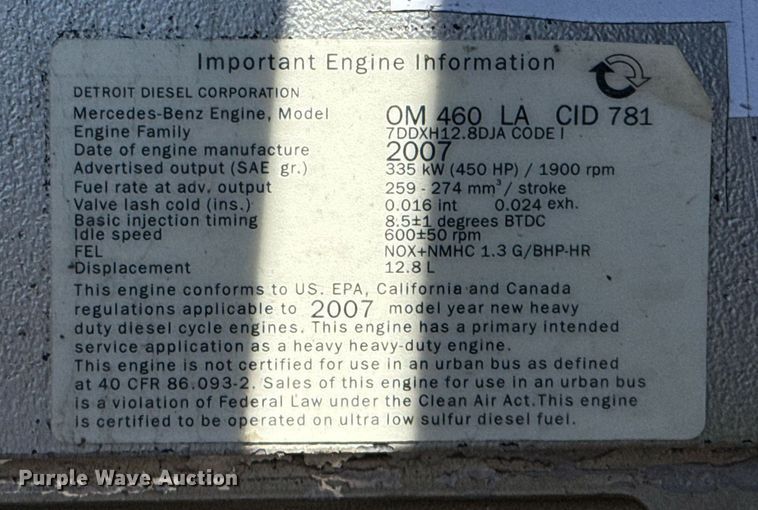 Important Engine Information
DETROIT DIESEL CORPORATION
Mercedes-Benz Engine, Model OM 460 LA CID 781
Engine Family 7DDXH12.8DJA CODE I
Date of engine manufacture 2007
Advertised output (SAE gr.) 335 kW (450 HP) / 1900 rpm
Fuel rate at adv. output 259 - 274 mm³ / stroke
Valve lash cold (ins.) 0.016 int 0.024 exh.
Basic injection timing 8.5±1 degrees BTDC
Idle speed 600±50 rpm
FEL NOX+NMHC 1.3 G/BHP-HR
Displacement 12.8 L
This engine conforms to US. EPA, California and Canada
regulations applicable to 2007 model year new heavy
duty diesel cycle engines. This engine has a primary intended
service application as a heavy heavy-duty engine.
This engine is not certified for use in an urban bus as defined
at 40 CFR 86.093-2. Sales of this engine for use in an urban bus
is a violation of Federal Law under the Clean Air Act.This engine
is certified to be operated on ultra low sulfur diesel fuel.
Purple Wave Auction